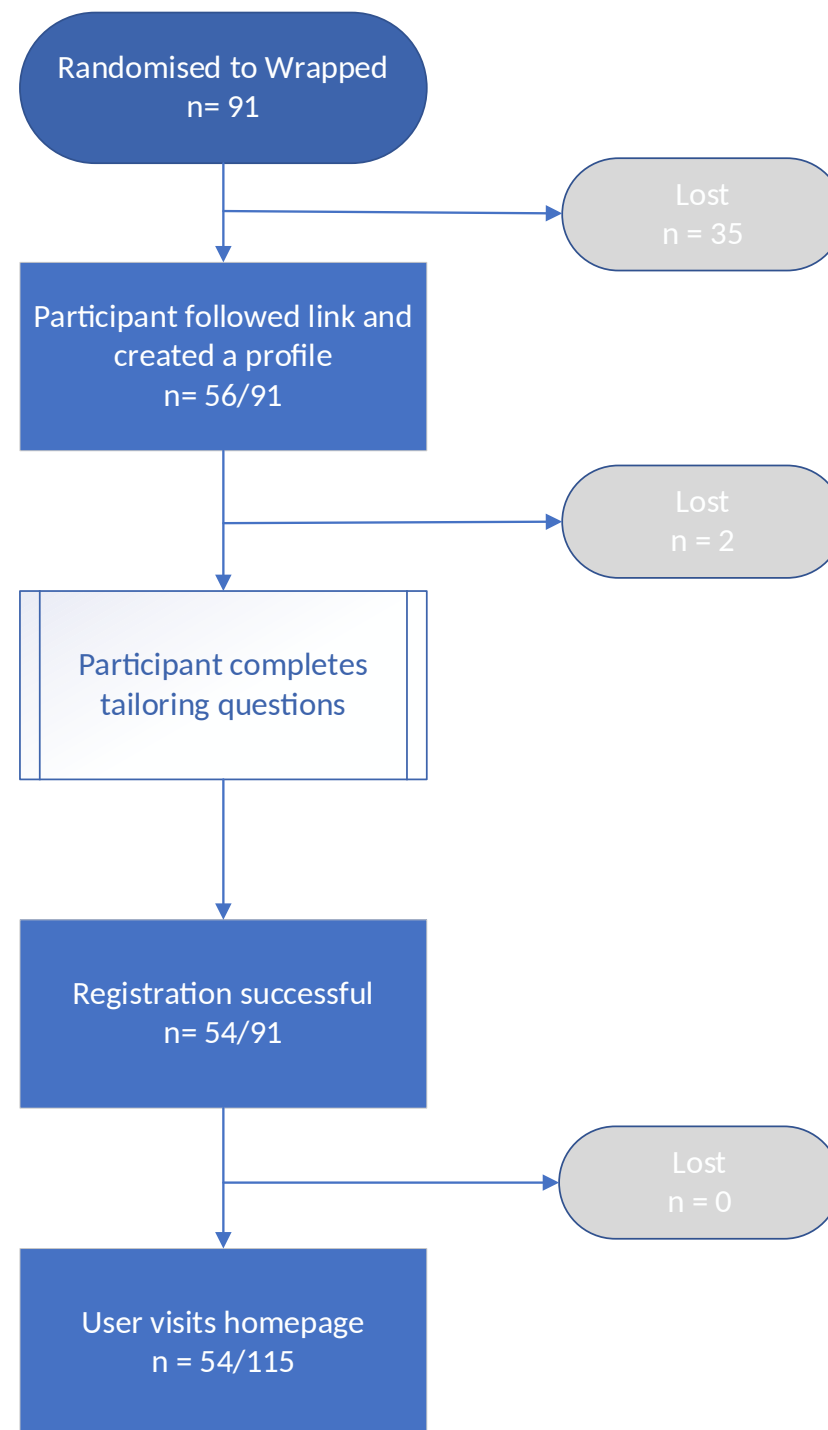 Randomised to Wrapped
n= 91
Lost
n = 35
Participant followed link and
created a profile
n= 56/91
Lost
n = 2
Participant completes
tailoring questions
Registration successful
n= 54/91
Lost
n = 0
User visits homepage
n = 54/115